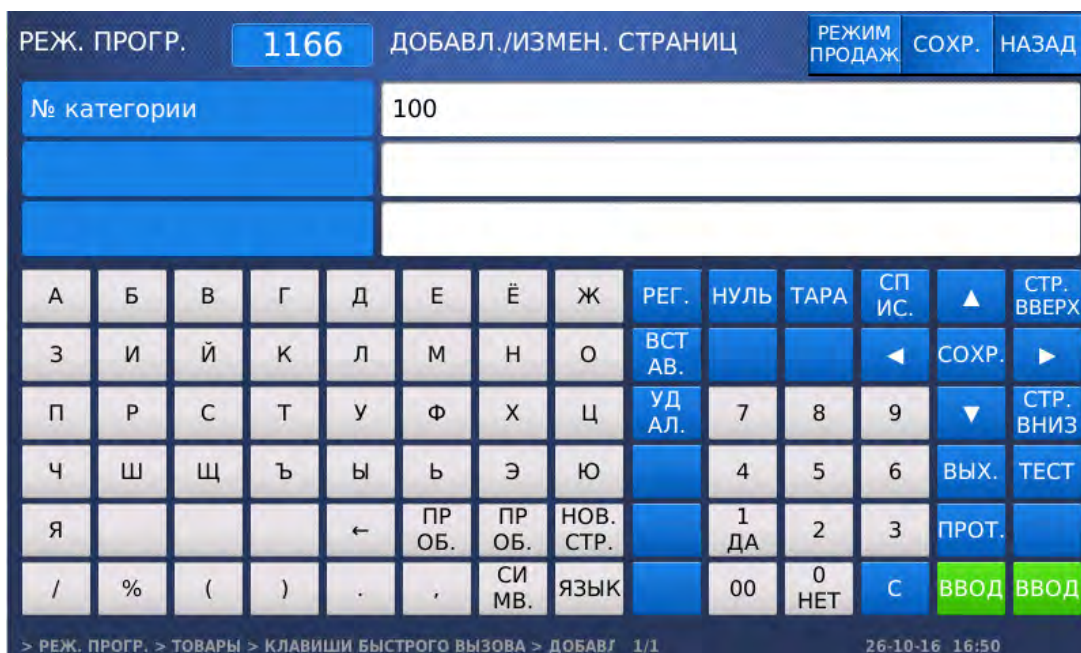 РЕЖ. ПРОГР. 1166 ДОБАВЛ./ИЗМЕН. СТРАНИЦ РЕЖИМ ПРОДАЖ СОХР. НАЗАД
№ категории 100
А Б В Г Д Е Ё Ж РЕГ. НУЛЬ ТАРА СП ИС. ▲ СТР. ВВЕРХ
З И Й К Л М Н О ВСТ АВ. ◄ СОХР. ►
П Р С Т У Ф Х Ц УД АЛ. 7 8 9 ▼ СТР. ВНИЗ
Ч Ш Щ Ъ Ы Ь Э Ю 4 5 6 ВЫХ. ТЕСТ
Я ← ПР ОБ. ПР ОБ. НОВ. СТР. 1 ДА 2 3 ПРОТ.
/ % ( ) . , СИ МВ. ЯЗЫК 00 0 НЕТ С ВВОД ВВОД
> РЕЖ. ПРОГР. > ТОВАРЫ > КЛАВИШИ БЫСТРОГО ВЫЗОВА > ДОБАВЛ 1/1 26-10-16 16:50